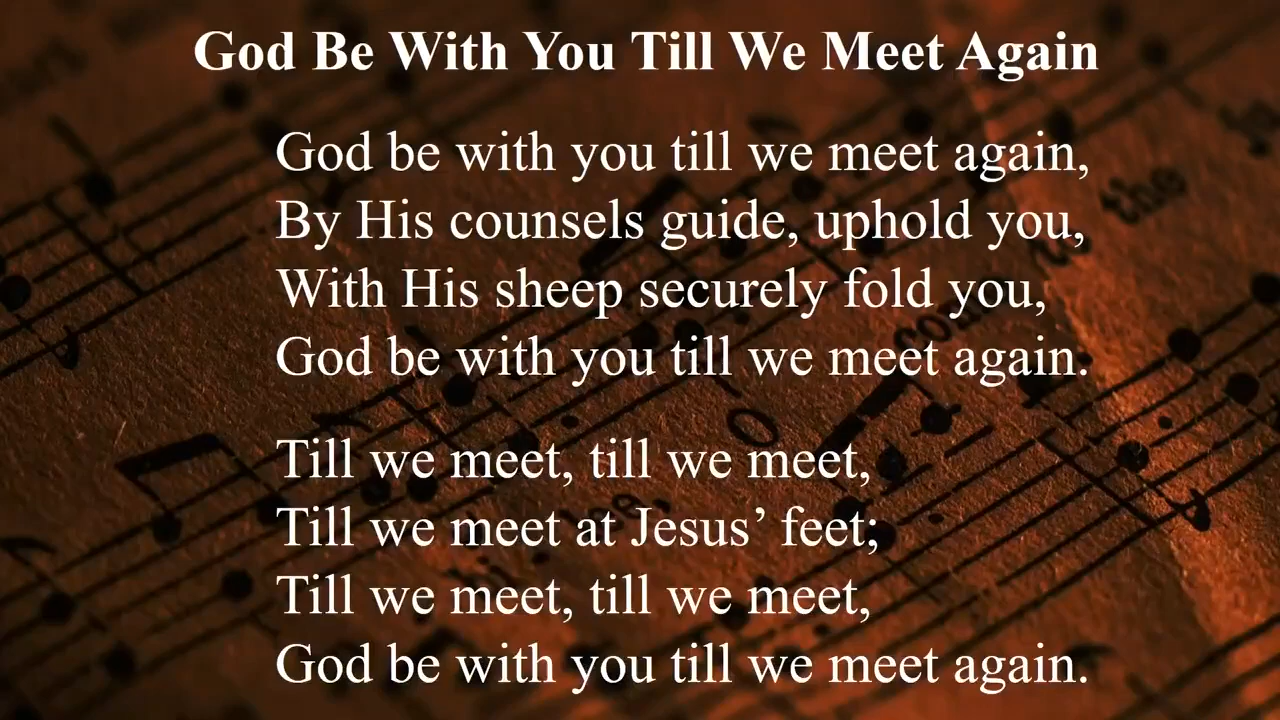 God Be With You Till We Meet Again
God be with you till we meet again,
By His counsels guide, uphold you,
With His sheep securely fold you,
God be with you till we meet again.
Till we meet, till we meet,
Till we meet at Jesus’ feet;
Till we meet, till we meet,
God be with you till we meet again.